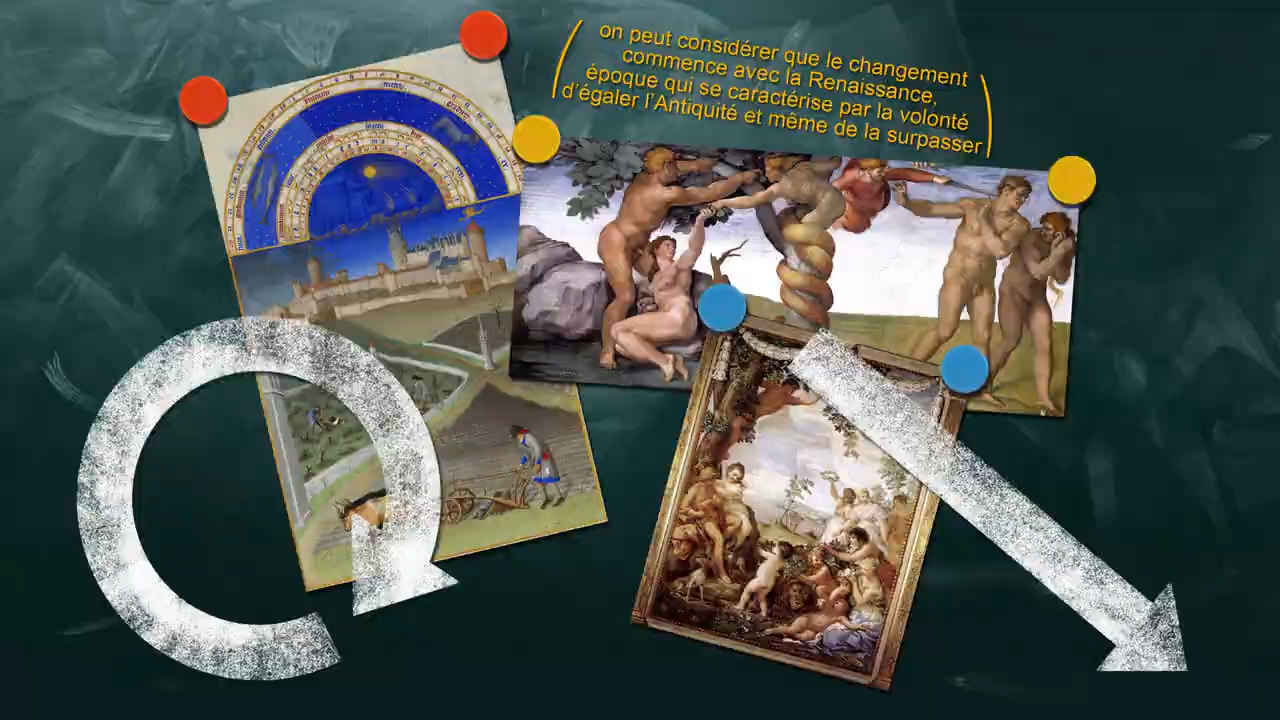 on peut considérer que le changement
commence avec la Renaissance,
époque qui se caractérise par la volonté
d'égaler l'Antiquité et même de la surpasser